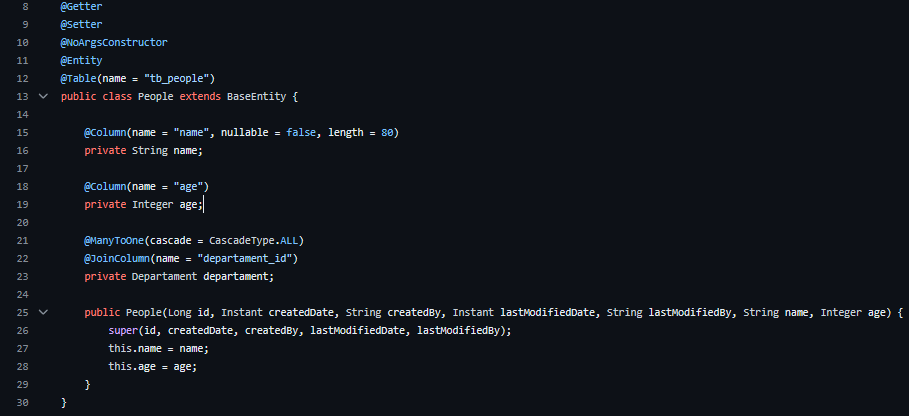 8 @Getter
9 @Setter
10 @NoArgsConstructor
11 @Entity
12 @Table(name = "tb_people")
13 public class People extends BaseEntity {
14
15 @Column(name = "name", nullable = false, length = 80)
16 private String name;
17
18 @Column(name = "age")
19 private Integer age;
20
21 @ManyToOne(cascade = CascadeType.ALL)
22 @JoinColumn(name = "departament_id")
23 private Departament departament;
24
25 public People(Long id, Instant createdDate, String createdBy, Instant lastModifiedDate, String lastModifiedBy, String name, Integer age) {
26 super(id, createdDate, createdBy, lastModifiedDate, lastModifiedBy);
27 this.name = name;
28 this.age = age;
29 }
30 }